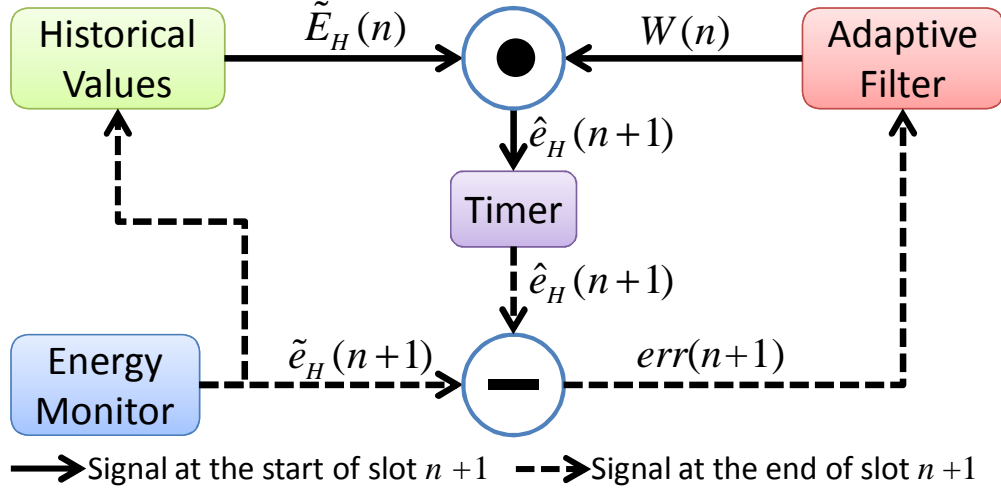 Historical Values
Ẽ_H(n)
W(n)
Adaptive Filter
ê_H(n+1)
Timer
ê_H(n+1)
Energy Monitor
ẽ_H(n+1)
err(n+1)
Signal at the start of slot n+1
Signal at the end of slot n+1